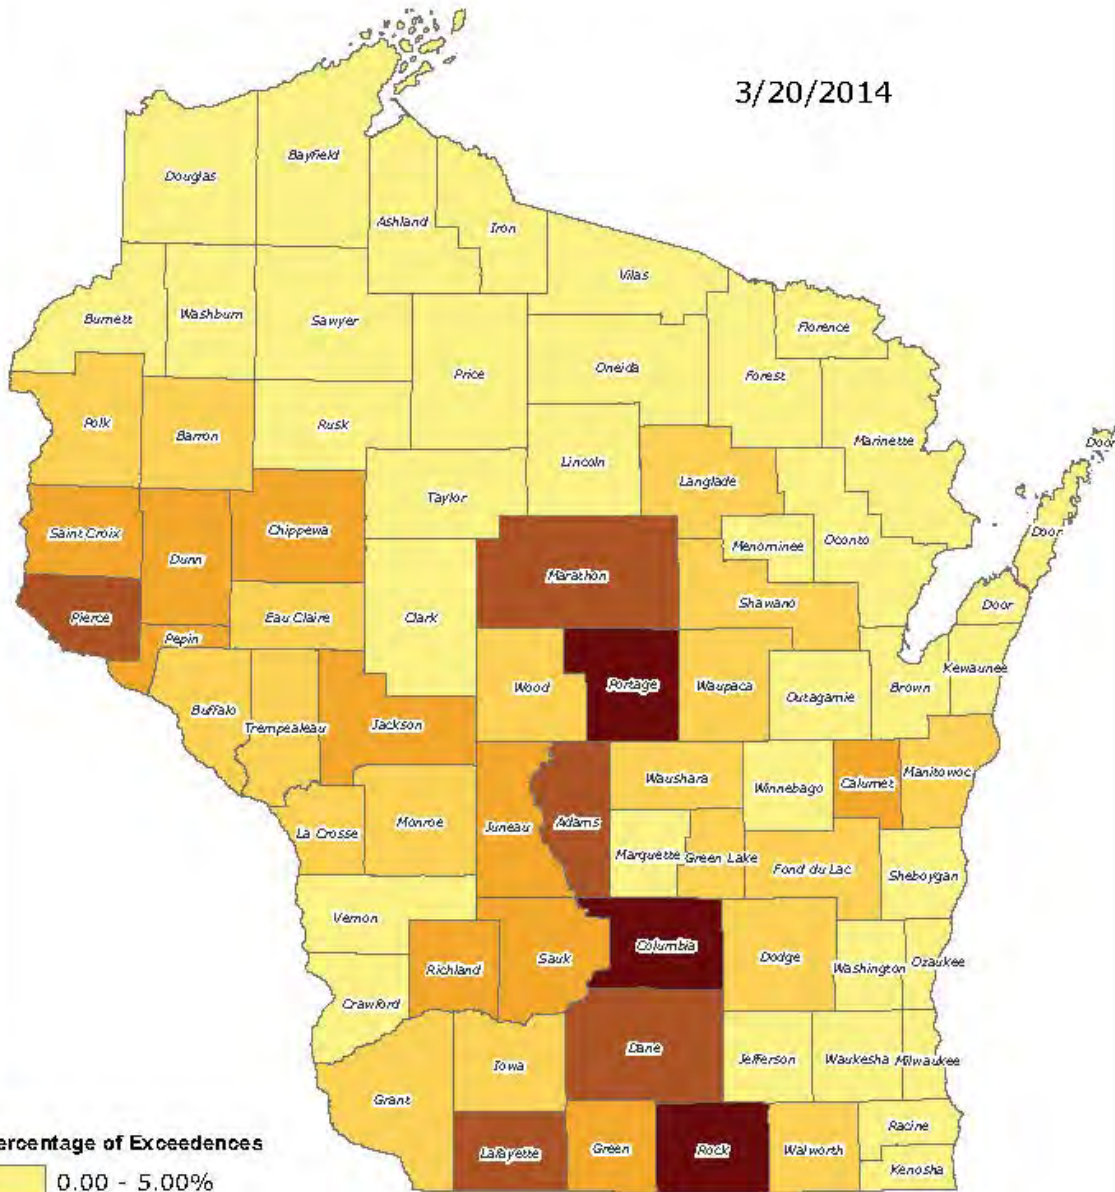 3/20/2014
Bayfield
Douglas
Ashland
Iron
Vilas
Burnett
Washburn
Sawyer
Florence
Price
Oneida
Forest
Polk
Barron
Rusk
Marinette
Door
Lincoln
Langlade
Taylor
Saint Croix
Chippewa
Dunn
Menominee
Oconto
Door
Marathon
Pierce
Eau Claire
Clark
Shawano
Door
Pepin
Kewaunee
Buffalo
Wood
Portage
Waupaca
Outagamie
Brown
Trempealeau
Jackson
Waushara
Winnebago
Calumet
Manitowoc
La Crosse
Monroe
Juneau
Adams
Marquette
Green Lake
Fond du Lac
Sheboygan
Vernon
Columbia
Richland
Sauk
Dodge
Washington
Ozaukee
Crawford
Iowa
Dane
Jefferson
Waukesha
Milwaukee
Grant
Racine
ercentage of Exceedences
Lafayette
Green
Rock
Walworth
Kenosha
0.00 - 5.00%